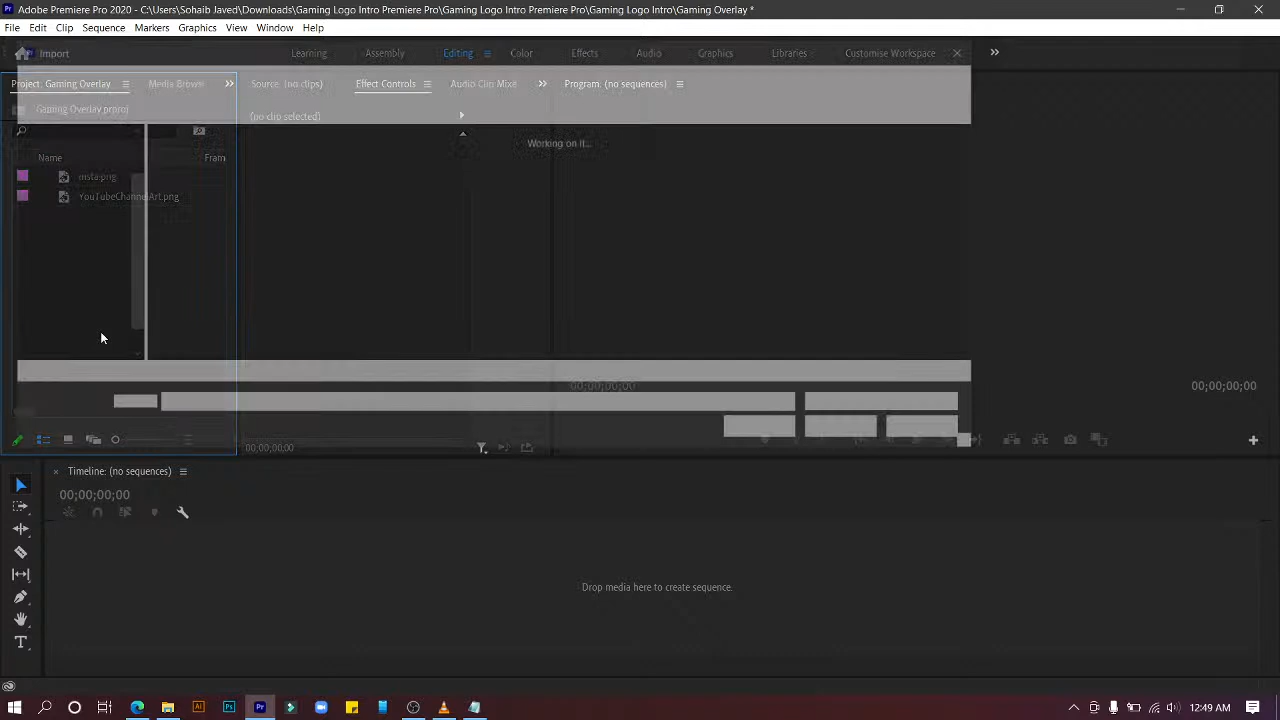 Adobe Premiere Pro 2020 - C:\Users\Sohaib Javed\Downloads\Gaming Logo Intro Premiere Pro\Gaming Logo Intro Premiere Pro\Gaming Logo Intro\Gaming Overlay *
File Edit Clip Sequence Markers Graphics View Window Help
Import Learning Assembly Editing Color Effects Audio Graphics Libraries Customise Workspace
Project: Gaming Overlay Media Brows Source: (no clips) Effect Controls Audio Clip Mixe Program: (no sequences)
Gaming Overlay.prproj (no clip selected)
Working on it...
Name Fram
insta.png
YouTubeChannelArt.png
00;00;00;00 00;00;00;00
00;00;00;00
Timeline: (no sequences)
00;00;00;00
Drop media here to create sequence.
12:49 AM